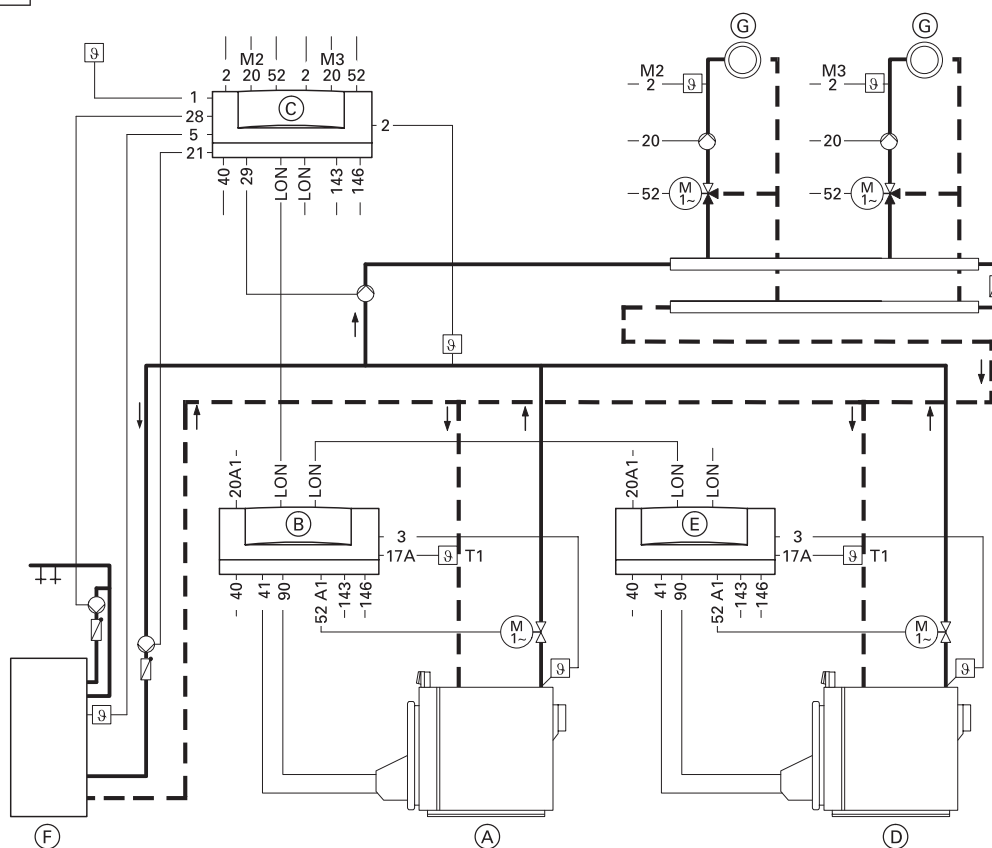 G G
M2 M3
2 20 52 2 20 52
ϑ
M2
2 ϑ
M3
2 ϑ
1
28
5
21
C
2
20
20
40 29 LON LON 143 146
52 M 1~
52 M 1~
ϑ
20A1 LON LON
20A1 LON LON
B
3
17A ϑ T1
E
3
17A ϑ T1
40 41 90 52 A1 143 146
40 41 90 52 A1 143 146
M 1~
M 1~
ϑ
ϑ
ϑ
F A D